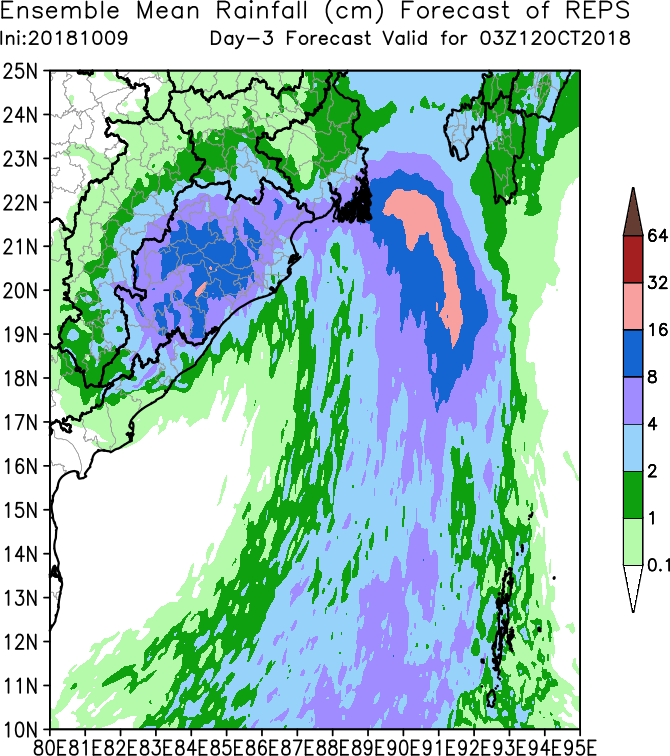 Ensemble Mean Rainfall (cm) Forecast of REPS
Ini:20181009 Day-3 Forecast Valid for 03Z12OCT2018
25N
24N
23N
22N
21N
20N
19N
18N
17N
16N
15N
14N
13N
12N
11N
10N
80E81E82E83E84E85E86E87E88E89E90E91E92E93E94E95E
64
32
16
8
4
2
1
0.1